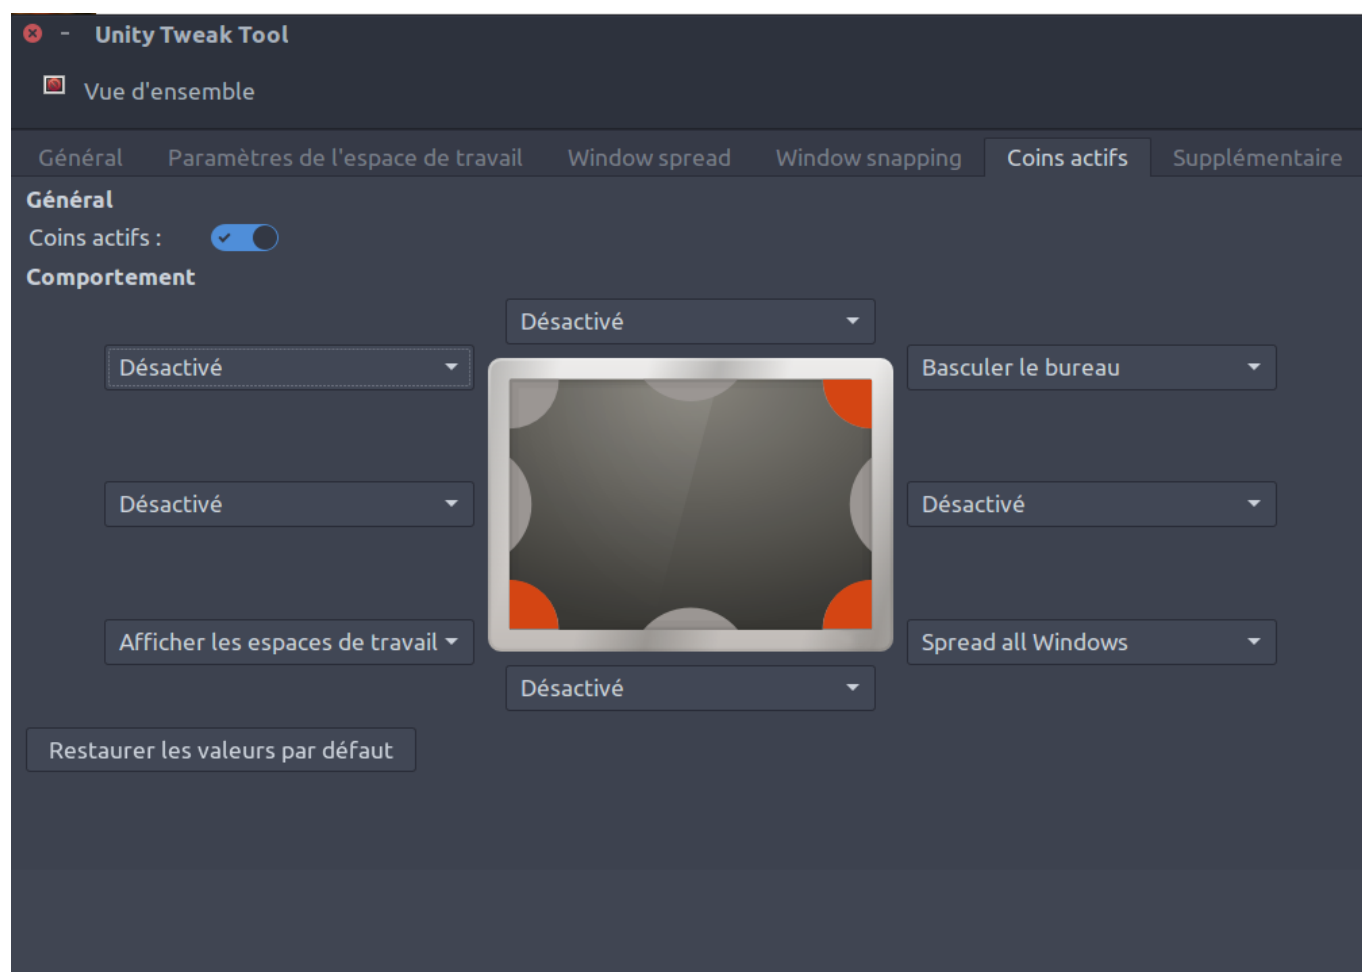 Unity Tweak Tool
Vue d'ensemble
Général Paramètres de l'espace de travail Window spread Window snapping Coins actifs Supplémentaire
Général
Coins actifs :
Comportement
Désactivé
Désactivé Basculer le bureau
Désactivé Désactivé
Afficher les espaces de travail Spread all Windows
Désactivé
Restaurer les valeurs par défaut